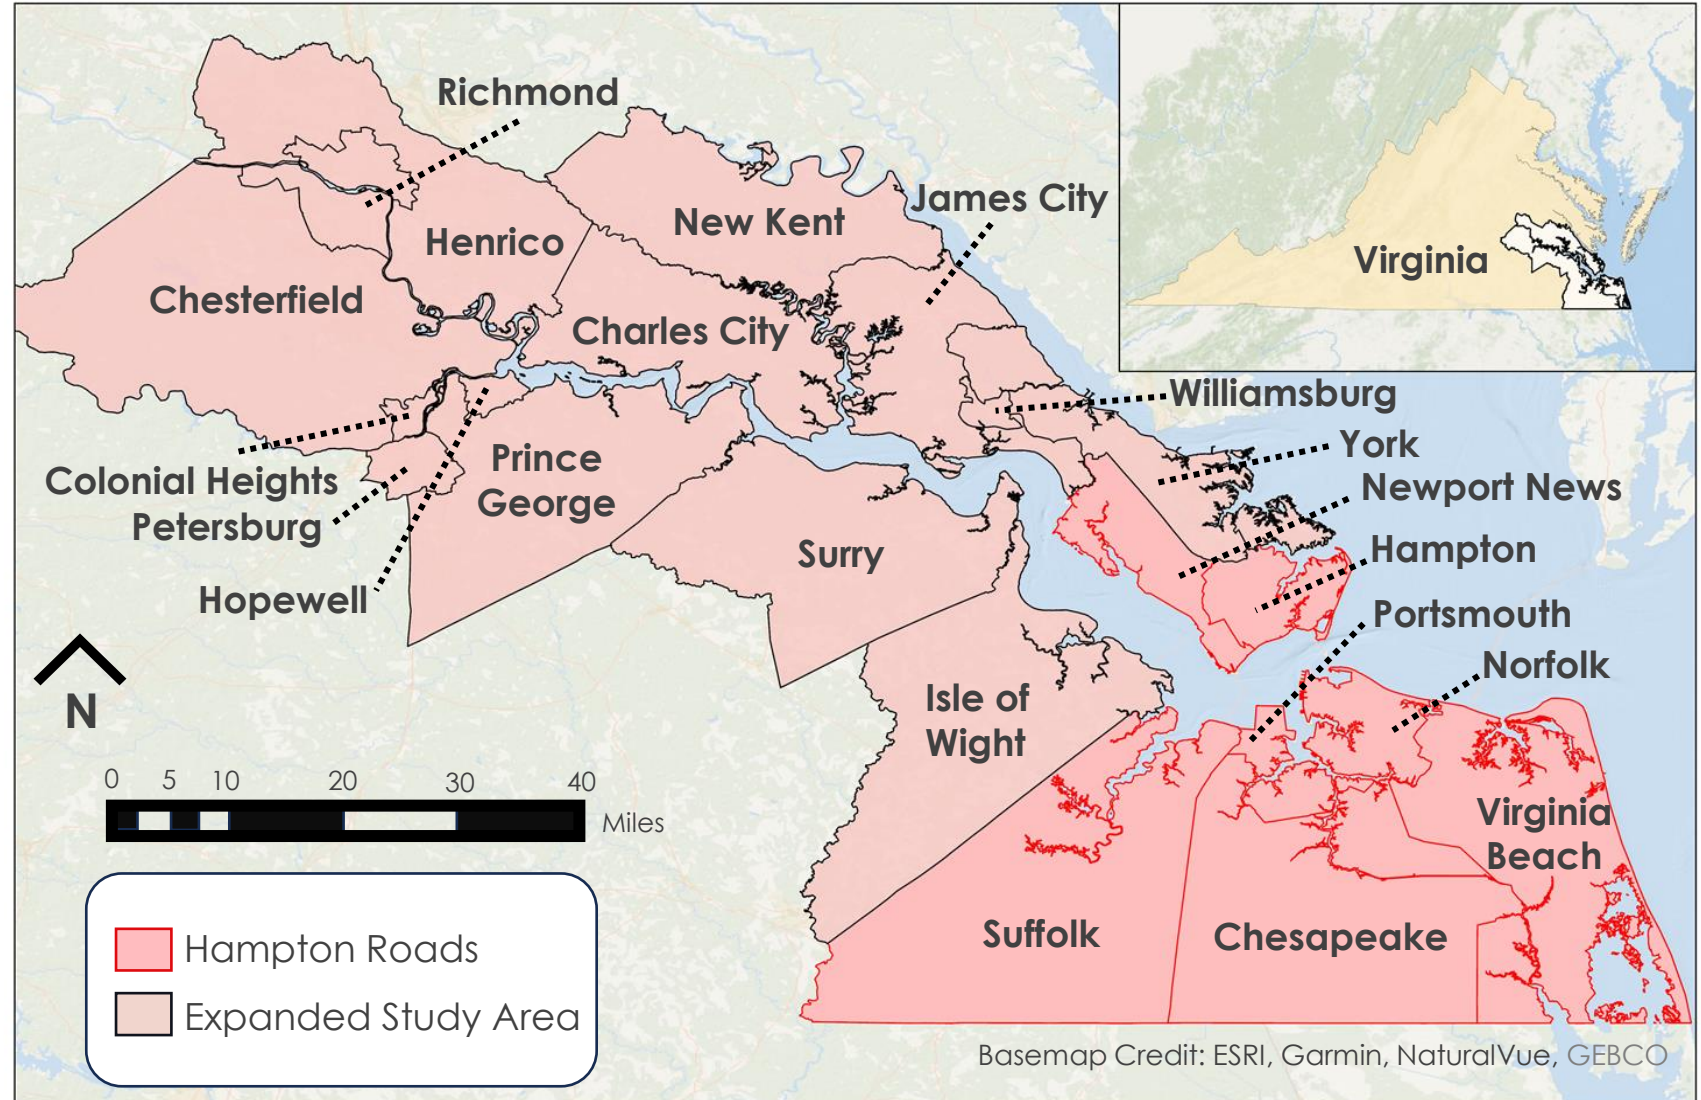 Richmond
James City
New Kent
Henrico
Virginia
Chesterfield
Charles City
Williamsburg
York
Colonial Heights
Prince
George
Newport News
Petersburg
Surry
Hampton
Hopewell
Portsmouth
Norfolk
N
Isle of
Wight
0 5 10 20 30 40
Miles
Virginia
Beach
Suffolk
Chesapeake
Hampton Roads
Expanded Study Area
Basemap Credit: ESRI, Garmin, NaturalVue, GEBCO